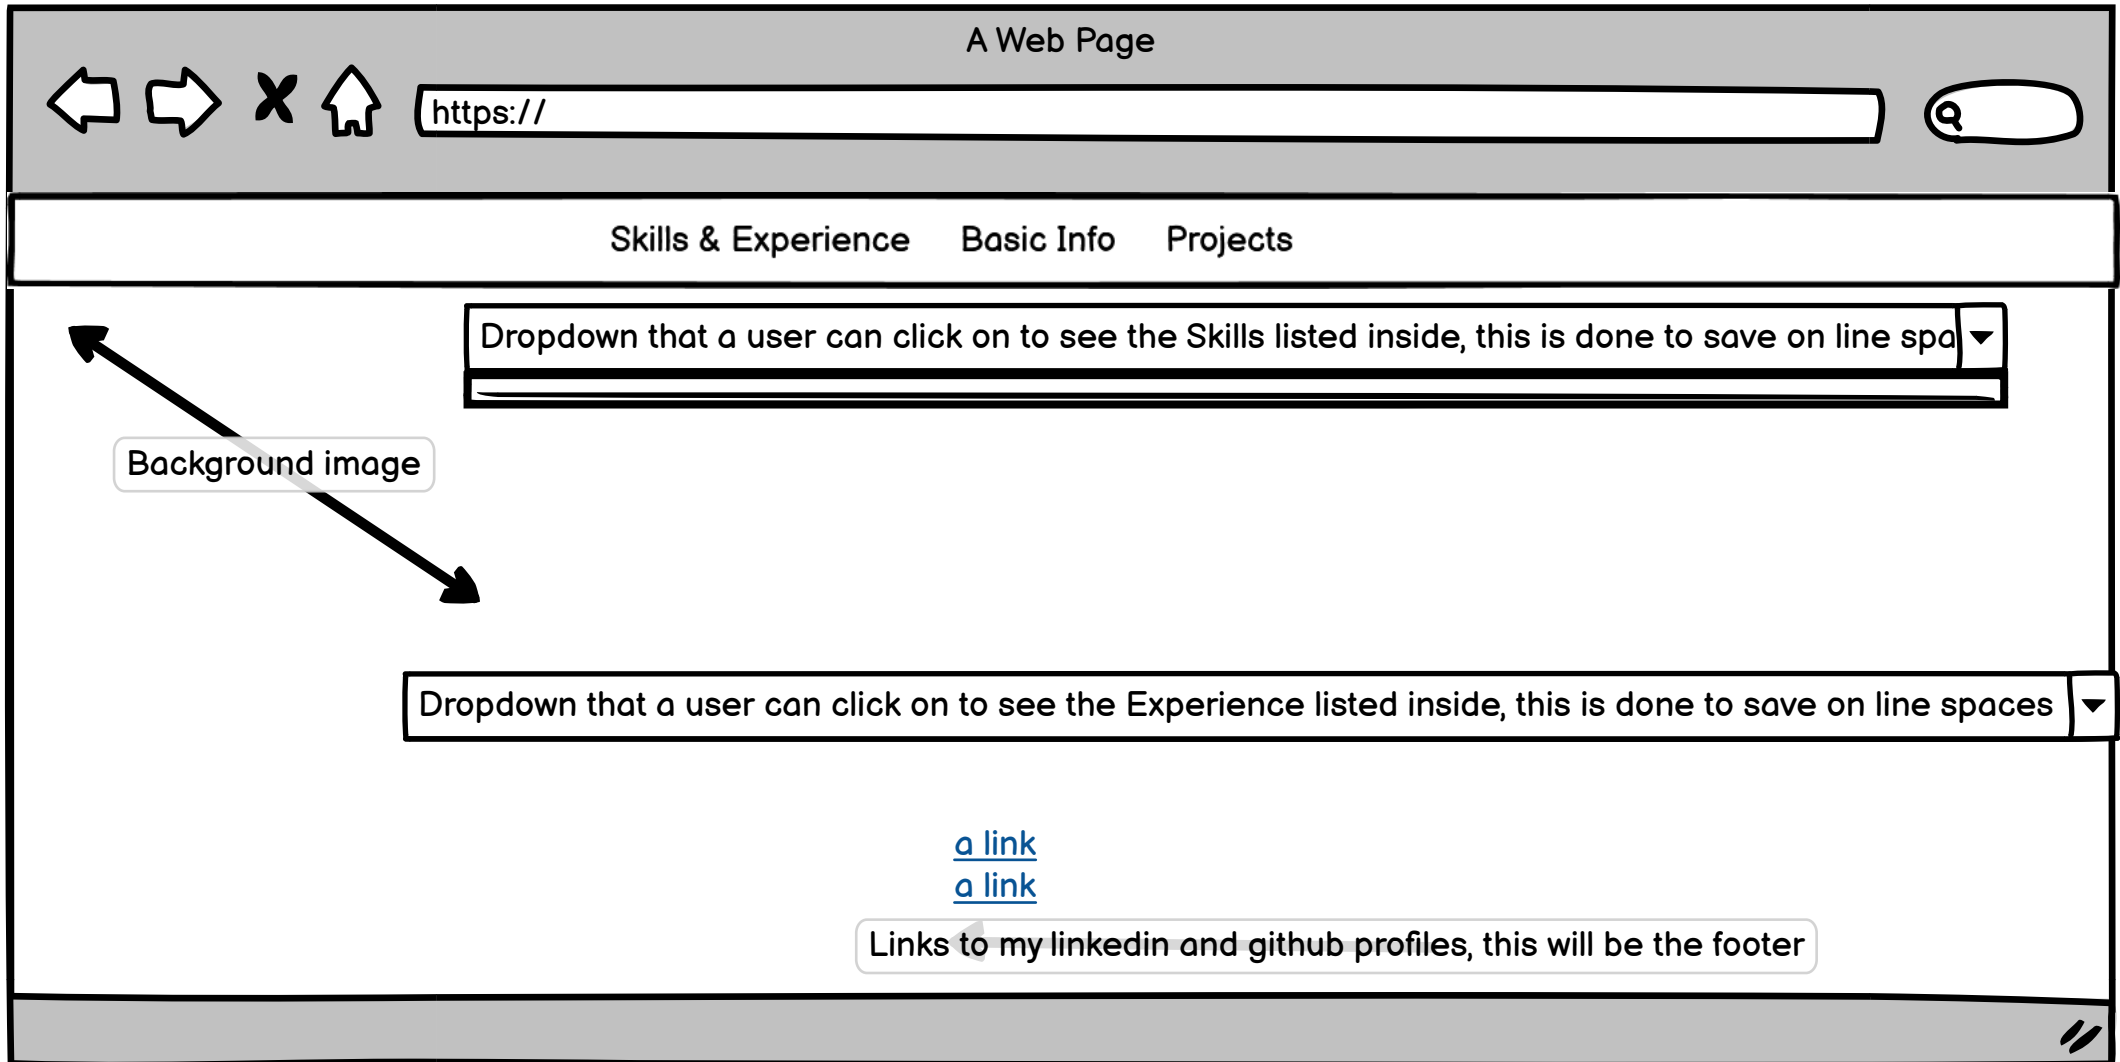 A Web Page
https://
Skills & Experience Basic Info Projects
Dropdown that a user can click on to see the Skills listed inside, this is done to save on line spa
Background image
Dropdown that a user can click on to see the Experience listed inside, this is done to save on line spaces
a link
a link
Links to my linkedin and github profiles, this will be the footer